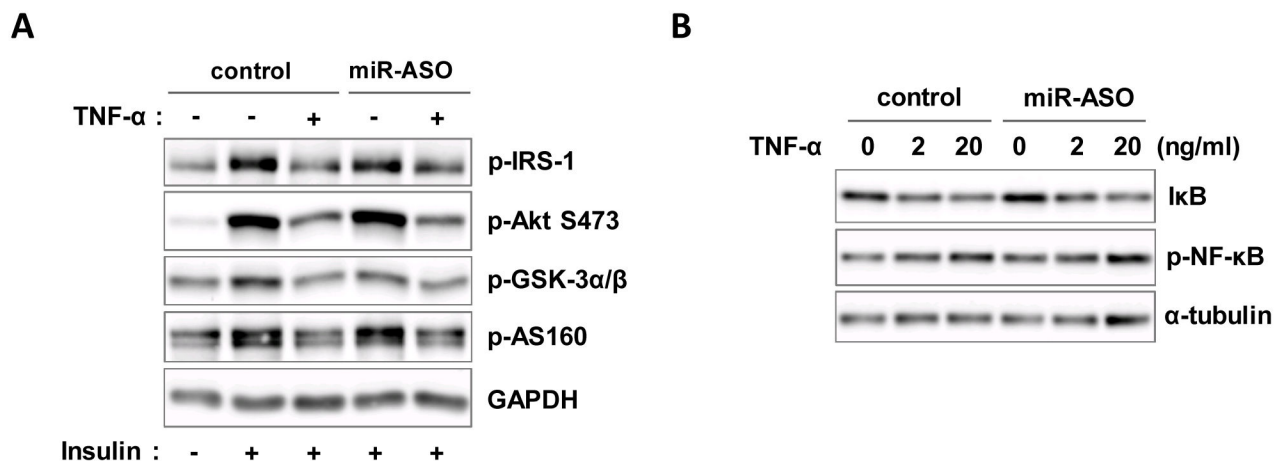 A
control miR-ASO
TNF-α : - - + - +
p-IRS-1
p-Akt S473
p-GSK-3α/β
p-AS160
GAPDH
Insulin : - + + + +
B
control miR-ASO
TNF-α 0 2 20 0 2 20 (ng/ml)
IκB
p-NF-κB
α-tubulin